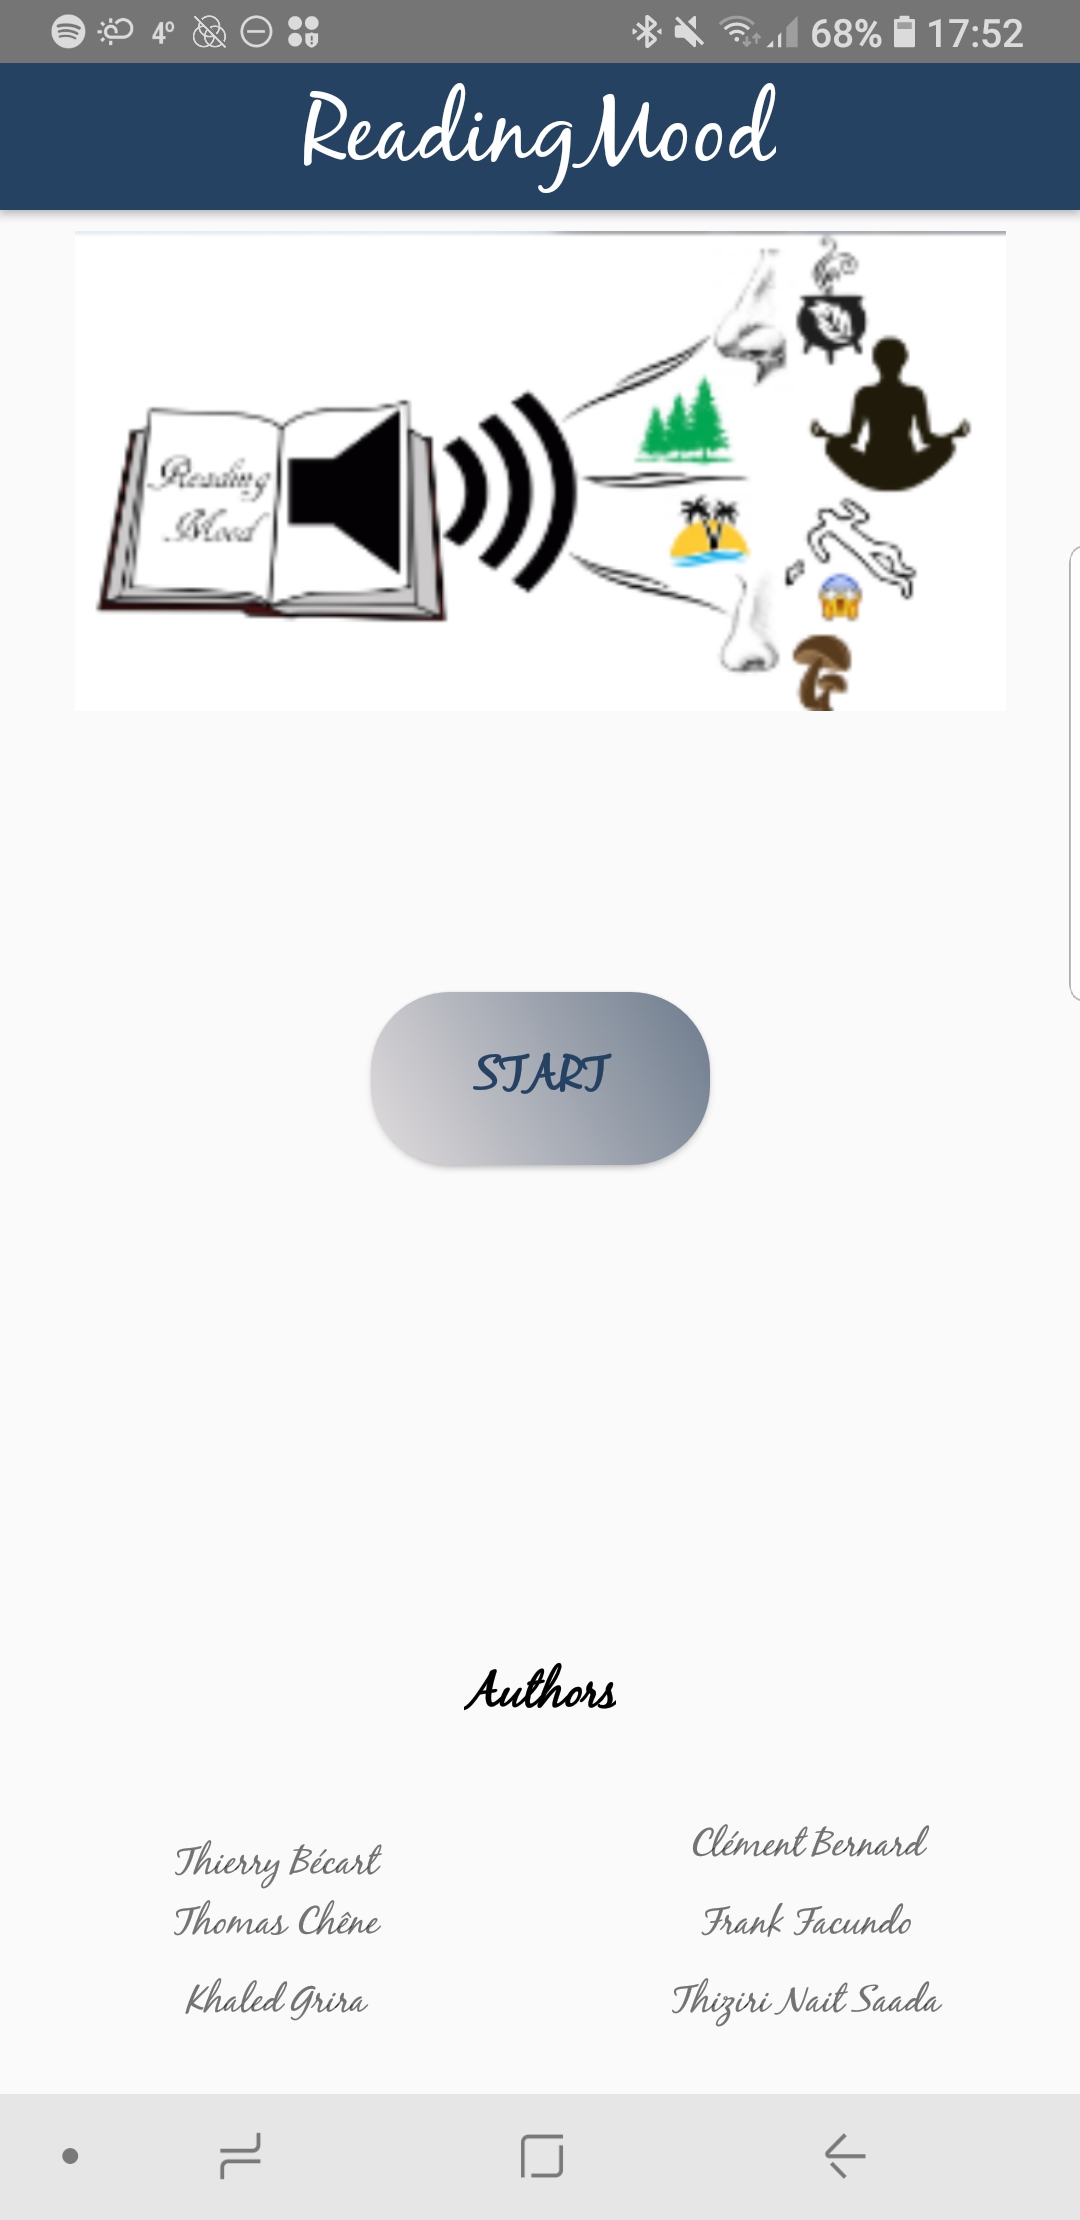 4°
68% 17:52
ReadingMood
Reading
Mood
START
Authors
Thierry Bécart
Clément Bernard
Thomas Chêne
Frank Facundo
Khaled Grira
Thiziri Nait Saada